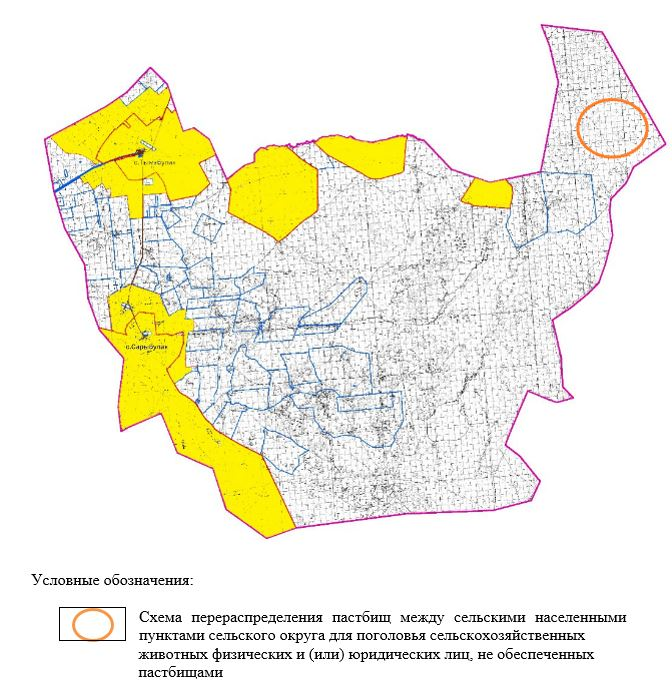 с.Сарыбулак
Условные обозначения:
Схема перераспределения пастбищ между сельскими населенными
пунктами сельского округа для поголовья сельскохозяйственных
животных физических и (или) юридических лиц, не обеспеченных
пастбищами